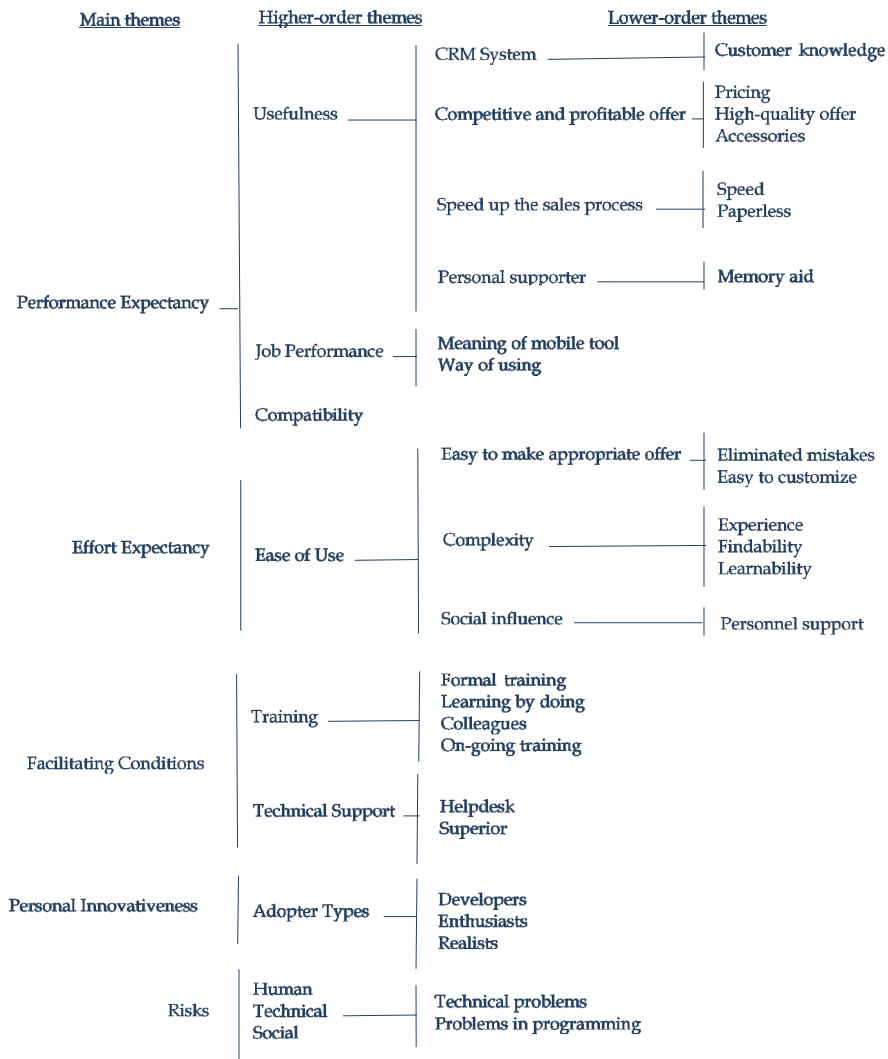 Main themes
Higher-order themes
Lower-order themes
CRM System
Customer knowledge
Usefulness
Competitive and profitable offer
Pricing
High-quality offer
Accessories
Speed up the sales process
Speed
Paperless
Personal supporter
Memory aid
Performance Expectancy
Job Performance
Meaning of mobile tool
Way of using
Compatibility
Easy to make appropriate offer
Eliminated mistakes
Easy to customize
Effort Expectancy
Ease of Use
Complexity
Experience
Findability
Learnability
Social influence
Personnel support
Facilitating Conditions
Training
Formal training
Learning by doing
Colleagues
On-going training
Technical Support
Helpdesk
Superior
Personal Innovativeness
Adopter Types
Developers
Enthusiasts
Realists
Risks
Human
Technical
Social
Technical problems
Problems in programming